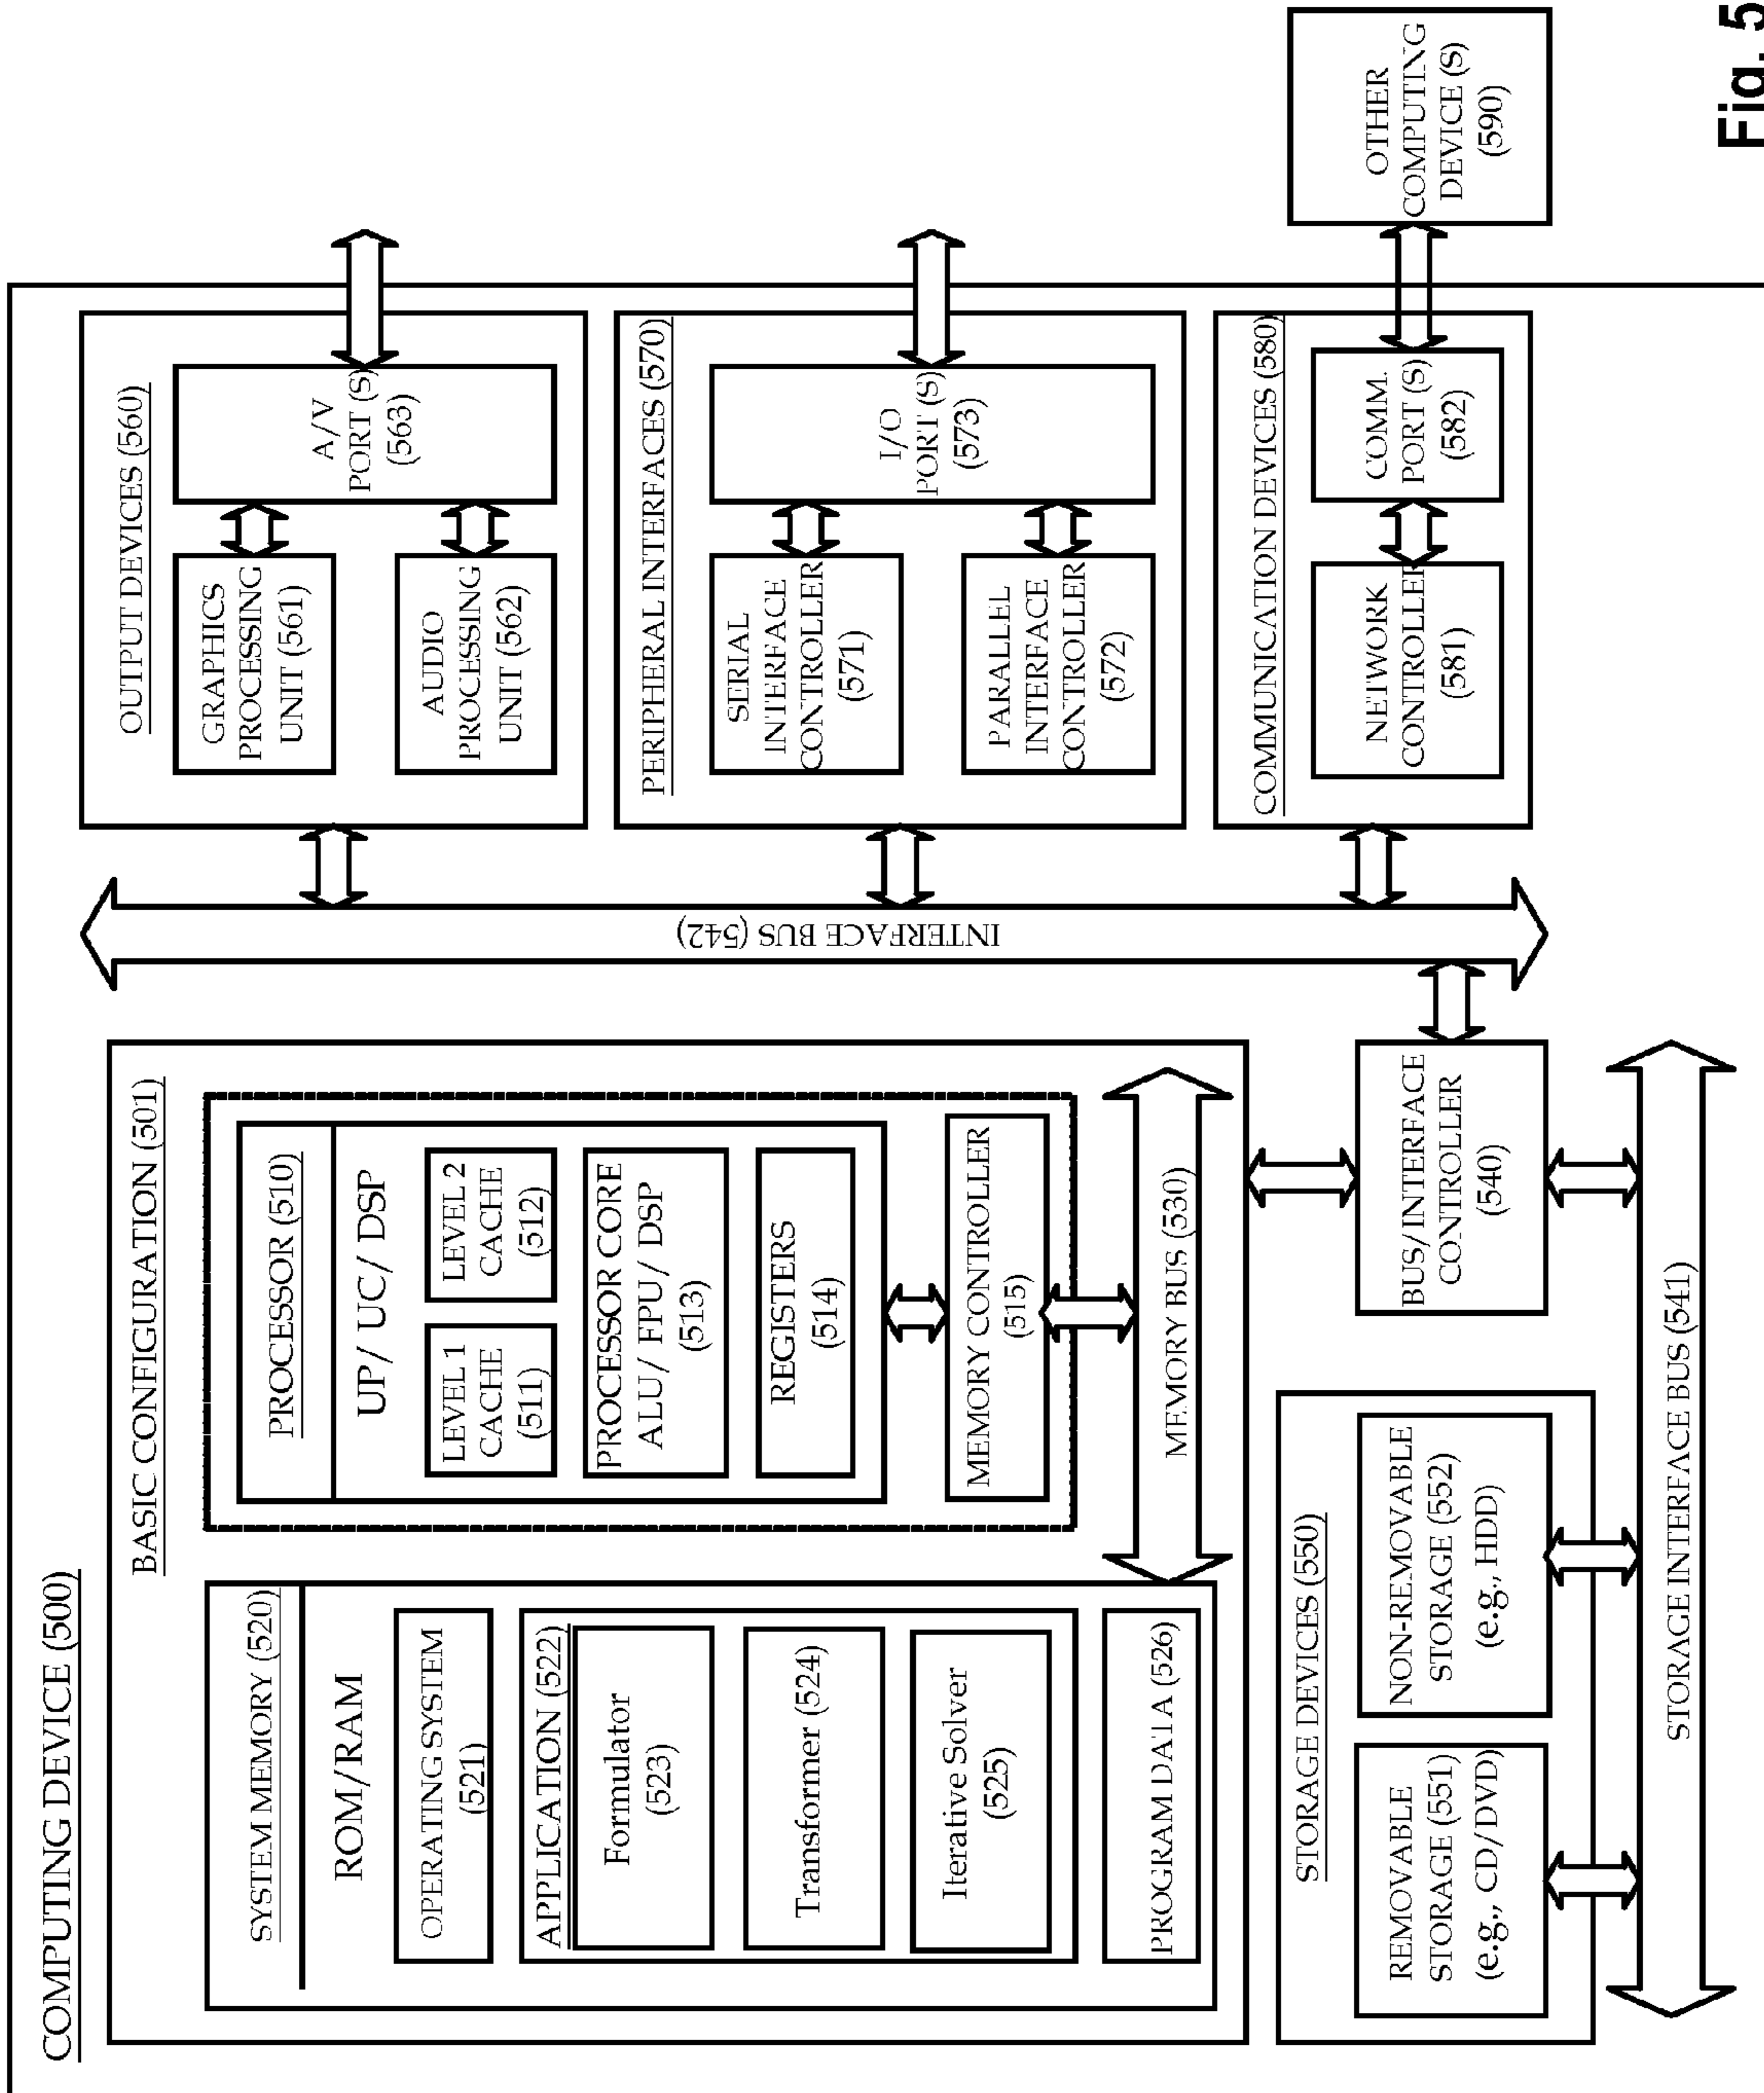 COMPUTING DEVICE (500)
BASIC CONFIGURATION (501)
SYSTEM MEMORY (520)
ROM/RAM
OPERATING SYSTEM
(521)
APPLICATION (522)
Formulator
(523)
Transformer (524)
Iterative Solver
(525)
PROGRAM DATA (526)
PROCESSOR (510)
UP/ UC/ DSP
LEVEL 1
CACHE
(511)
LEVEL 2
CACHE
(512)
PROCESSOR CORE
ALU/ FPU/ DSP
(513)
REGISTERS
(514)
MEMORY CONTROLLER
(515)
MEMORY BUS (530)
BUS/INTERFACE
CONTROLLER
(540)
STORAGE DEVICES (550)
REMOVABLE
STORAGE (551)
(e.g., CD/DVD)
NON-REMOVABLE
STORAGE (552)
(e.g., HDD)
STORAGE INTERFACE BUS (541)
INTERFACE BUS (542)
OUTPUT DEVICES (560)
GRAPHICS
PROCESSING
UNIT (561)
AUDIO
PROCESSING
UNIT (562)
A/V
PORT (S)
(563)
PERIPHERAL INTERFACES (570)
SERIAL
INTERFACE
CONTROLLER
(571)
PARALLEL
INTERFACE
CONTROLLER
(572)
I/O
PORT (S)
(573)
COMMUNICATION DEVICES (580)
NETWORK
CONTROLLER
(581)
COMM.
PORT (S)
(582)
OTHER
COMPUTING
DEVICE (S)
(590)
Fig. 5